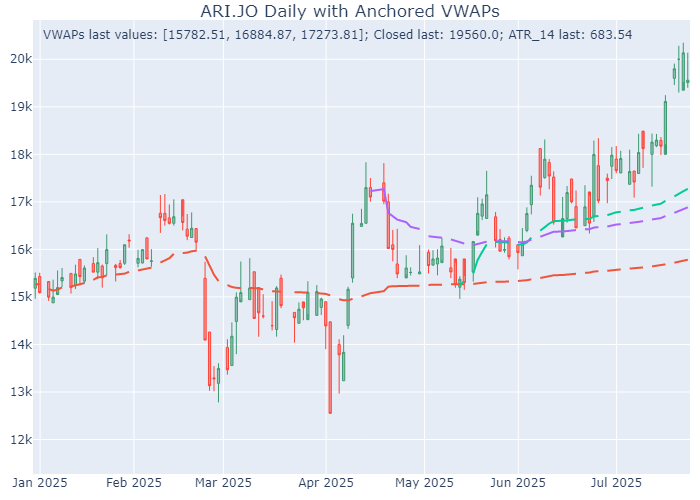 ARI.JO Daily with Anchored VWAPs
VWAPs last values: [15782.51, 16884.87, 17273.81]; Closed last: 19560.0; ATR_14 last: 683.54
20k
19k
18k
17k
16k
15k
14k
13k
12k
Jan 2025 Feb 2025 Mar 2025 Apr 2025 May 2025 Jun 2025 Jul 2025